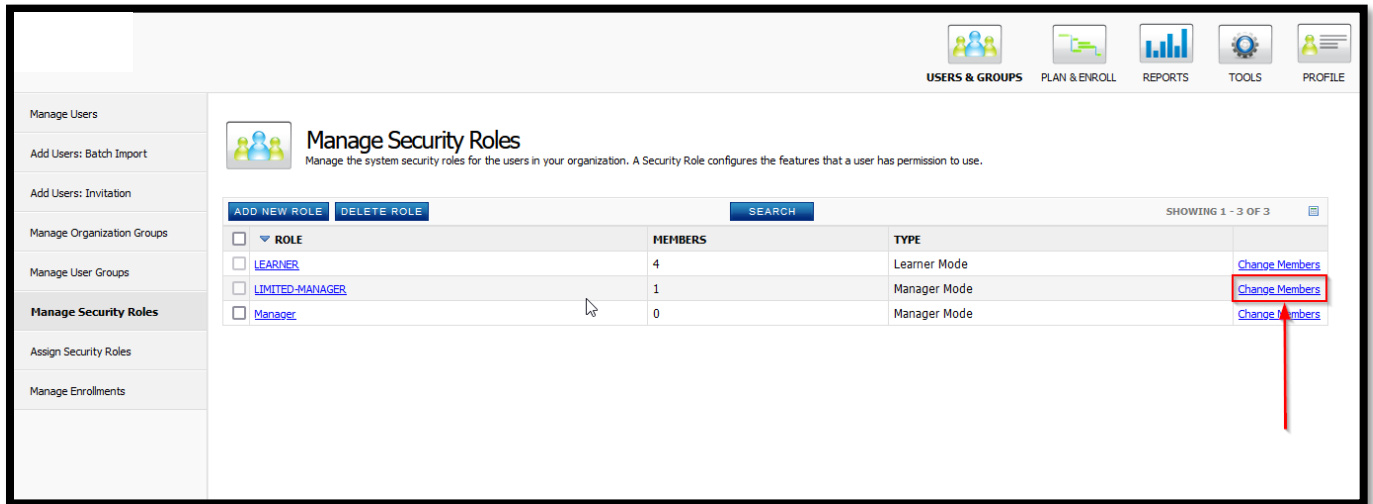 USERS & GROUPS PLAN & ENROLL REPORTS TOOLS PROFILE
Manage Users
Add Users: Batch Import
Add Users: Invitation
Manage Organization Groups
Manage User Groups
Manage Security Roles
Assign Security Roles
Manage Enrollments
Manage Security Roles
Manage the system security roles for the users in your organization. A Security Role configures the features that a user has permission to use.
ADD NEW ROLE DELETE ROLE SEARCH SHOWING 1 - 3 OF 3
ROLE MEMBERS TYPE
LEARNER 4 Learner Mode Change Members
LIMITED-MANAGER 1 Manager Mode Change Members
Manager 0 Manager Mode Change Members